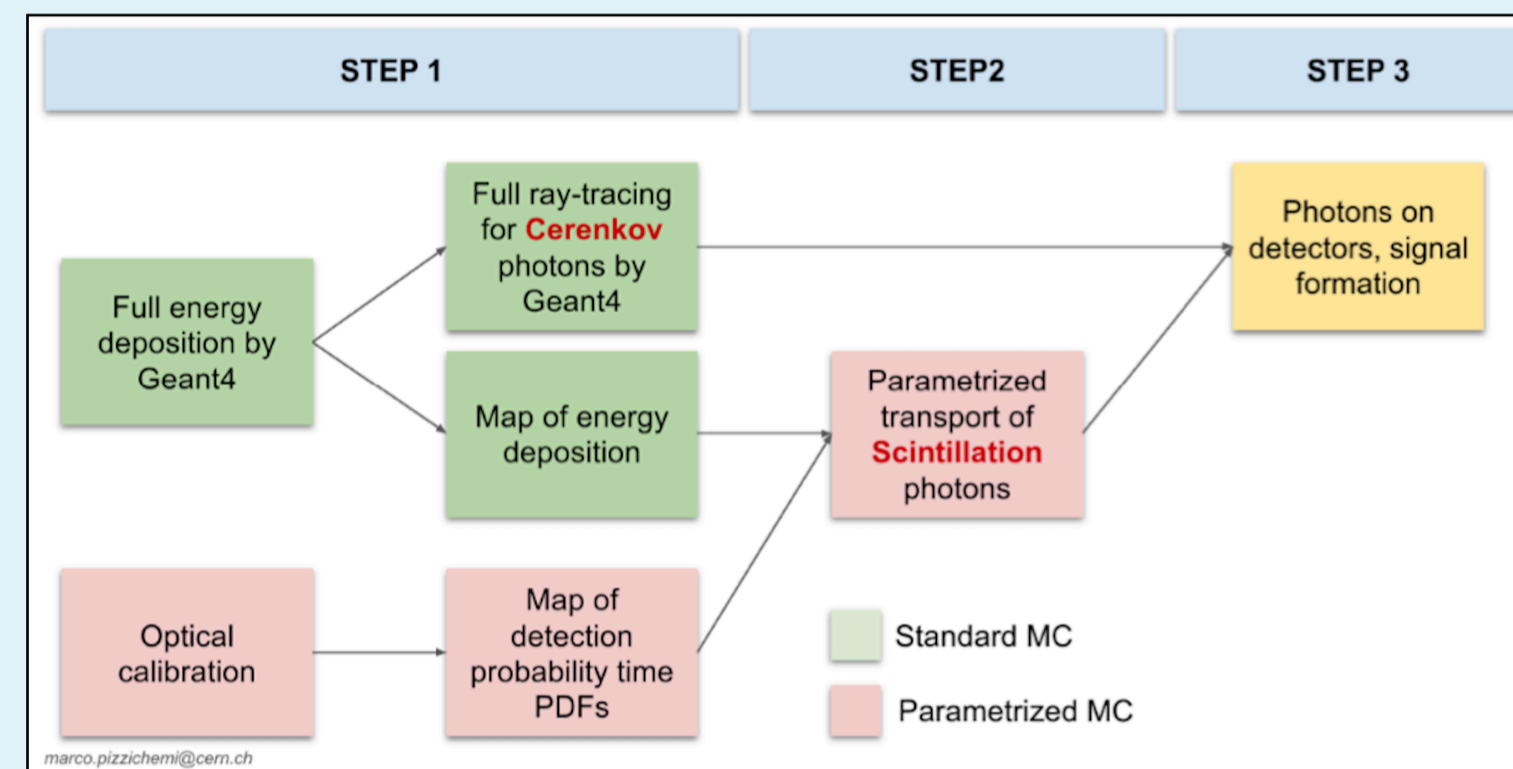 STEP 1
STEP2
STEP 3
Full energy
deposition by
Geant4
Full ray-tracing
for Cerenkov
photons by
Geant4
Map of energy
deposition
Parametrized
transport of
Scintillation
photons
Photons on
detectors, signal
formation
Optical
calibration
Map of
detection
probability time
PDFs
Standard MC
Parametrized MC
marco.pizzichemi@cern.ch